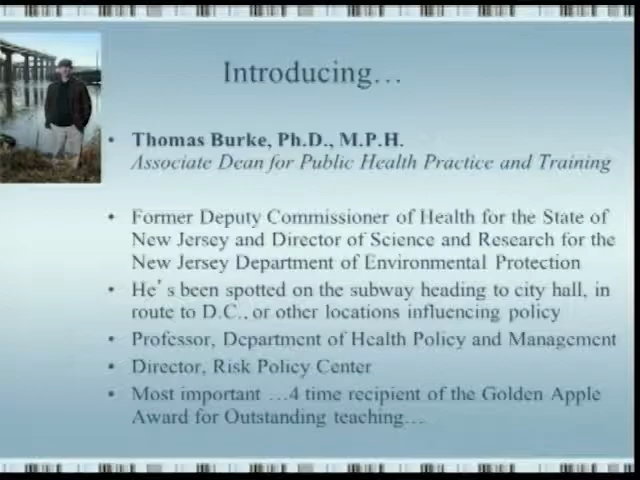 Introducing…
• Thomas Burke, Ph.D., M.P.H.
Associate Dean for Public Health Practice and Training
• Former Deputy Commissioner of Health for the State of
New Jersey and Director of Science and Research for the
New Jersey Department of Environmental Protection
• He's been spotted on the subway heading to city hall, in
route to D.C., or other locations influencing policy
• Professor, Department of Health Policy and Management
• Director, Risk Policy Center
• Most important …4 time recipient of the Golden Apple
Award for Outstanding teaching…